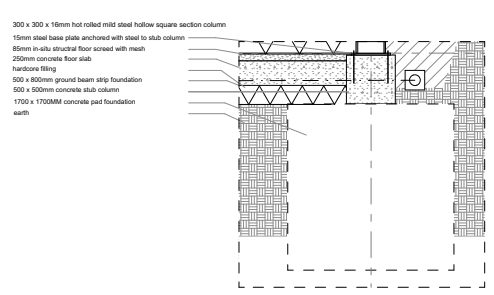 300 x 300 x 16mm hot rolled mild steel hollow square section column
15mm steel base plate anchored with steel to stub column
85mm in-situ structral floor screed with mesh
250mm concrete floor slab
hardcore filling
500 x 800mm ground beam strip foundation
500 x 500mm concrete stub column
1700 x 1700MM concrete pad foundation
earth